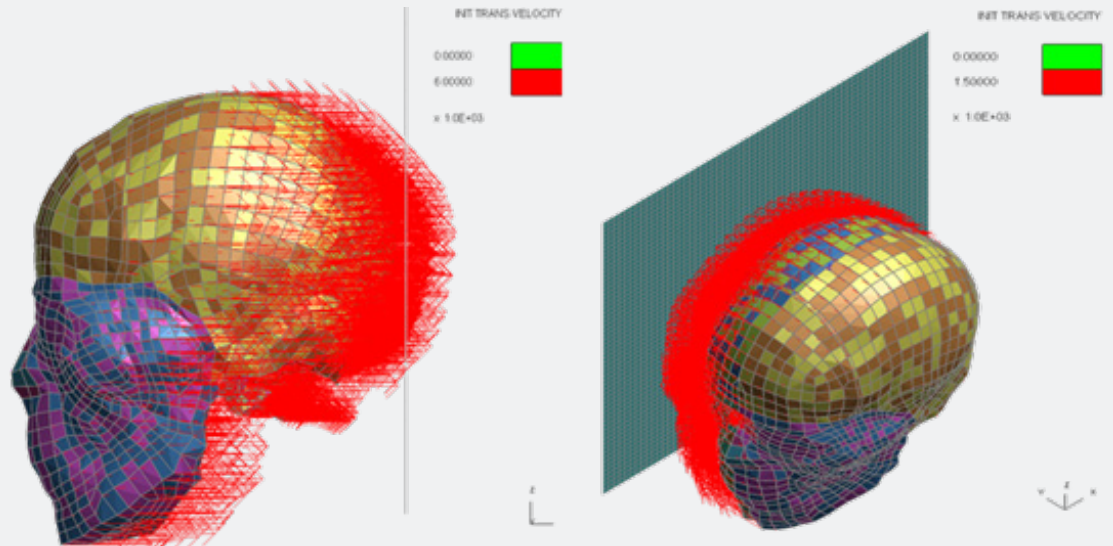 INIT TRANS VELOCITY
0.00000
6.00000
x 1.0E+03
z
INIT TRANS VELOCITY
0.00000
1.50000
x 1.0E+03
Y Z X